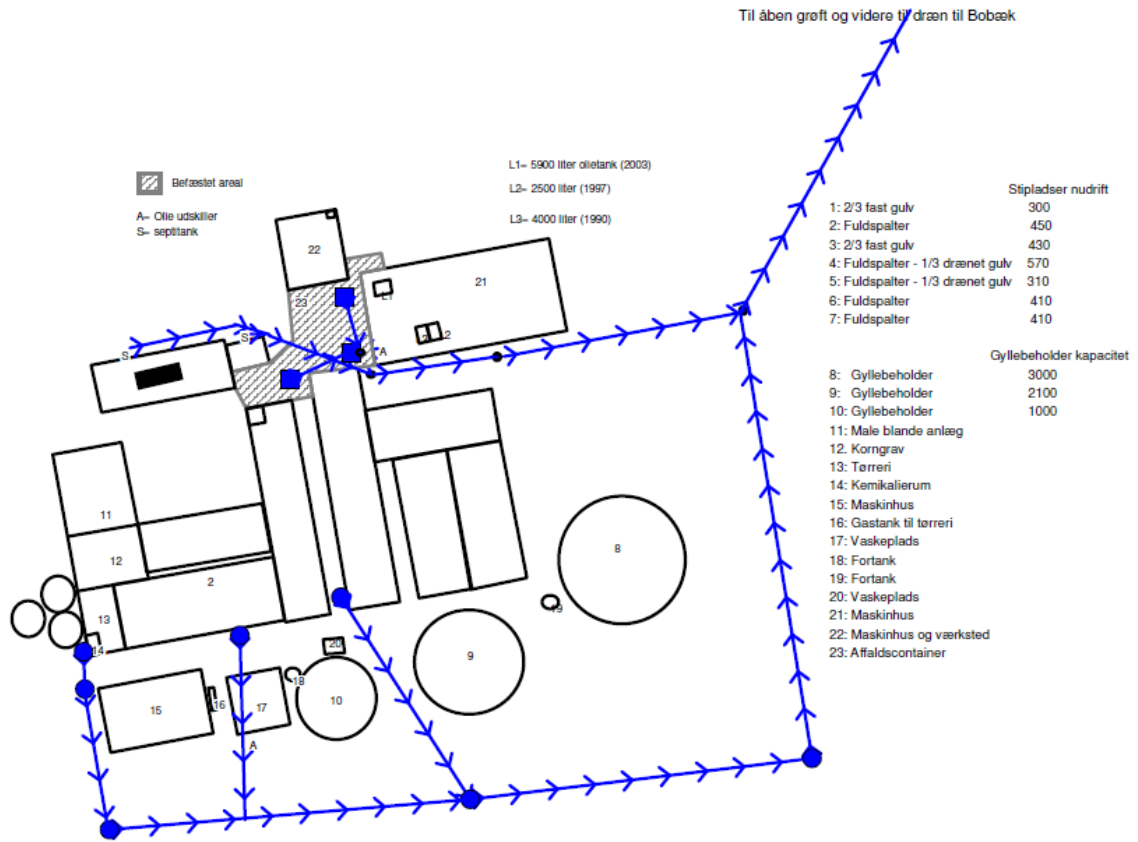 Til åben grøft og videre til dræn til Bobæk
L1– 5900 liter olietank (2003)
Befæstet areal
L2– 2500 liter (1997)
A– Olie udskiller
S– septitank
L3– 4000 liter (1990)
Stipladser nudrift
1: 2/3 fast gulv 300
2: Fuldspalter 450
3: 2/3 fast gulv 430
4: Fuldspalter - 1/3 drænet gulv 570
5: Fuldspalter - 1/3 drænet gulv 310
6: Fuldspalter 410
7: Fuldspalter 410
Gyllebeholder kapacitet
8: Gyllebeholder 3000
9: Gyllebeholder 2100
10: Gyllebeholder 1000
11: Male blande anlæg
12. Korngrav
13: Tørreri
14: Kemikalierum
15: Maskinhus
16: Gastank til tørreri
17: Vaskeplads
18: Fortank
19: Fortank
20: Vaskeplads
21: Maskinhus
22: Maskinhus og værksted
23: Affaldscontainer
22
21
L1
23
S
S
A
11
12
2
8
13
19
14
20
9
18
16
15
17
10
A